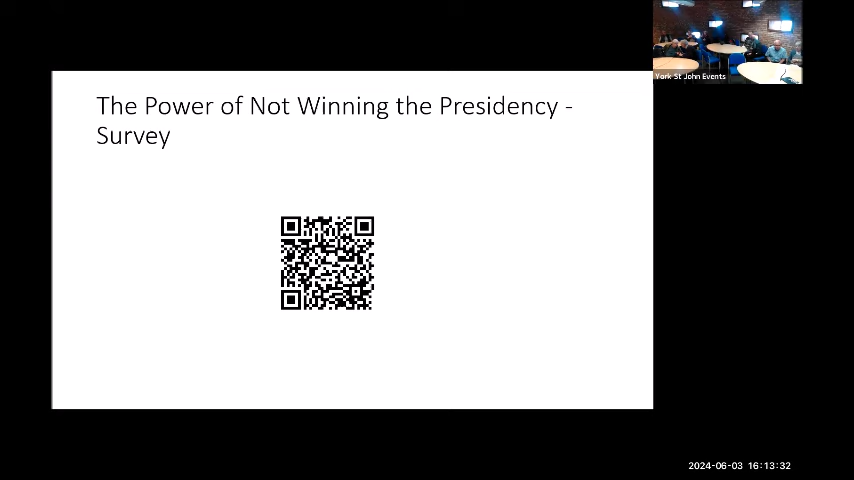 The Power of Not Winning the Presidency -
Survey
York St John Events
2024-06-03 16:13:32